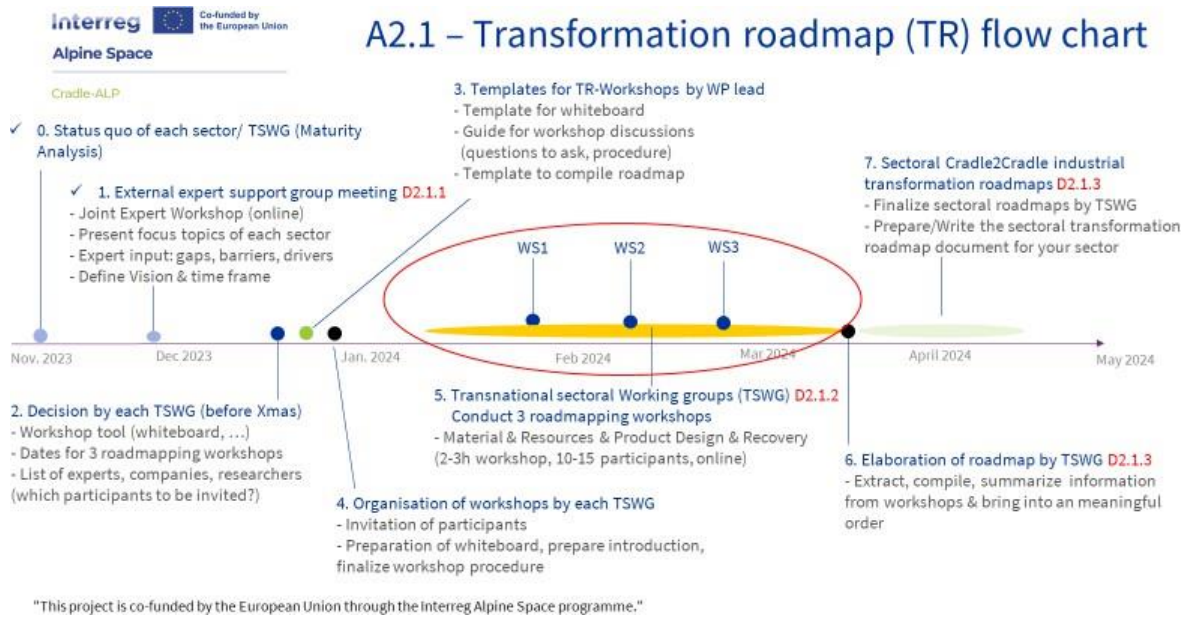 Interreg
Co-funded by
the European Union
Alpine Space
Cradle-ALP
A2.1 – Transformation roadmap (TR) flow chart
3. Templates for TR-Workshops by WP lead
- Template for whiteboard
- Guide for workshop discussions
(questions to ask, procedure)
- Template to compile roadmap
✓ 0. Status quo of each sector/ TSWG (Maturity
Analysis)
✓ 1. External expert support group meeting D2.1.1
- Joint Expert Workshop (online)
- Present focus topics of each sector
- Expert input: gaps, barriers, drivers
- Define Vision & time frame
7. Sectoral Cradle2Cradle industrial
transformation roadmaps D2.1.3
- Finalize sectoral roadmaps by TSWG
- Prepare/Write the sectoral transformation
roadmap document for your sector
WS1
WS2
WS3
Nov. 2023
Dec 2023
Jan. 2024
Feb 2024
Mar 2024
April 2024
May 2024
2. Decision by each TSWG (before Xmas)
- Workshop tool (whiteboard, ...)
- Dates for 3 roadmapping workshops
- List of experts, companies, researchers
(which participants to be invited?)
4. Organisation of workshops by each TSWG
- Invitation of participants
- Preparation of whiteboard, prepare introduction,
finalize workshop procedure
5. Transnational sectoral Working groups (TSWG) D2.1.2
Conduct 3 roadmapping workshops
- Material & Resources & Product Design & Recovery
(2-3h workshop, 10-15 participants, online)
6. Elaboration of roadmap by TSWG D2.1.3
- Extract, compile, summarize information
from workshops & bring into an meaningful
order
"This project is co-funded by the European Union through the Interreg Alpine Space programme."